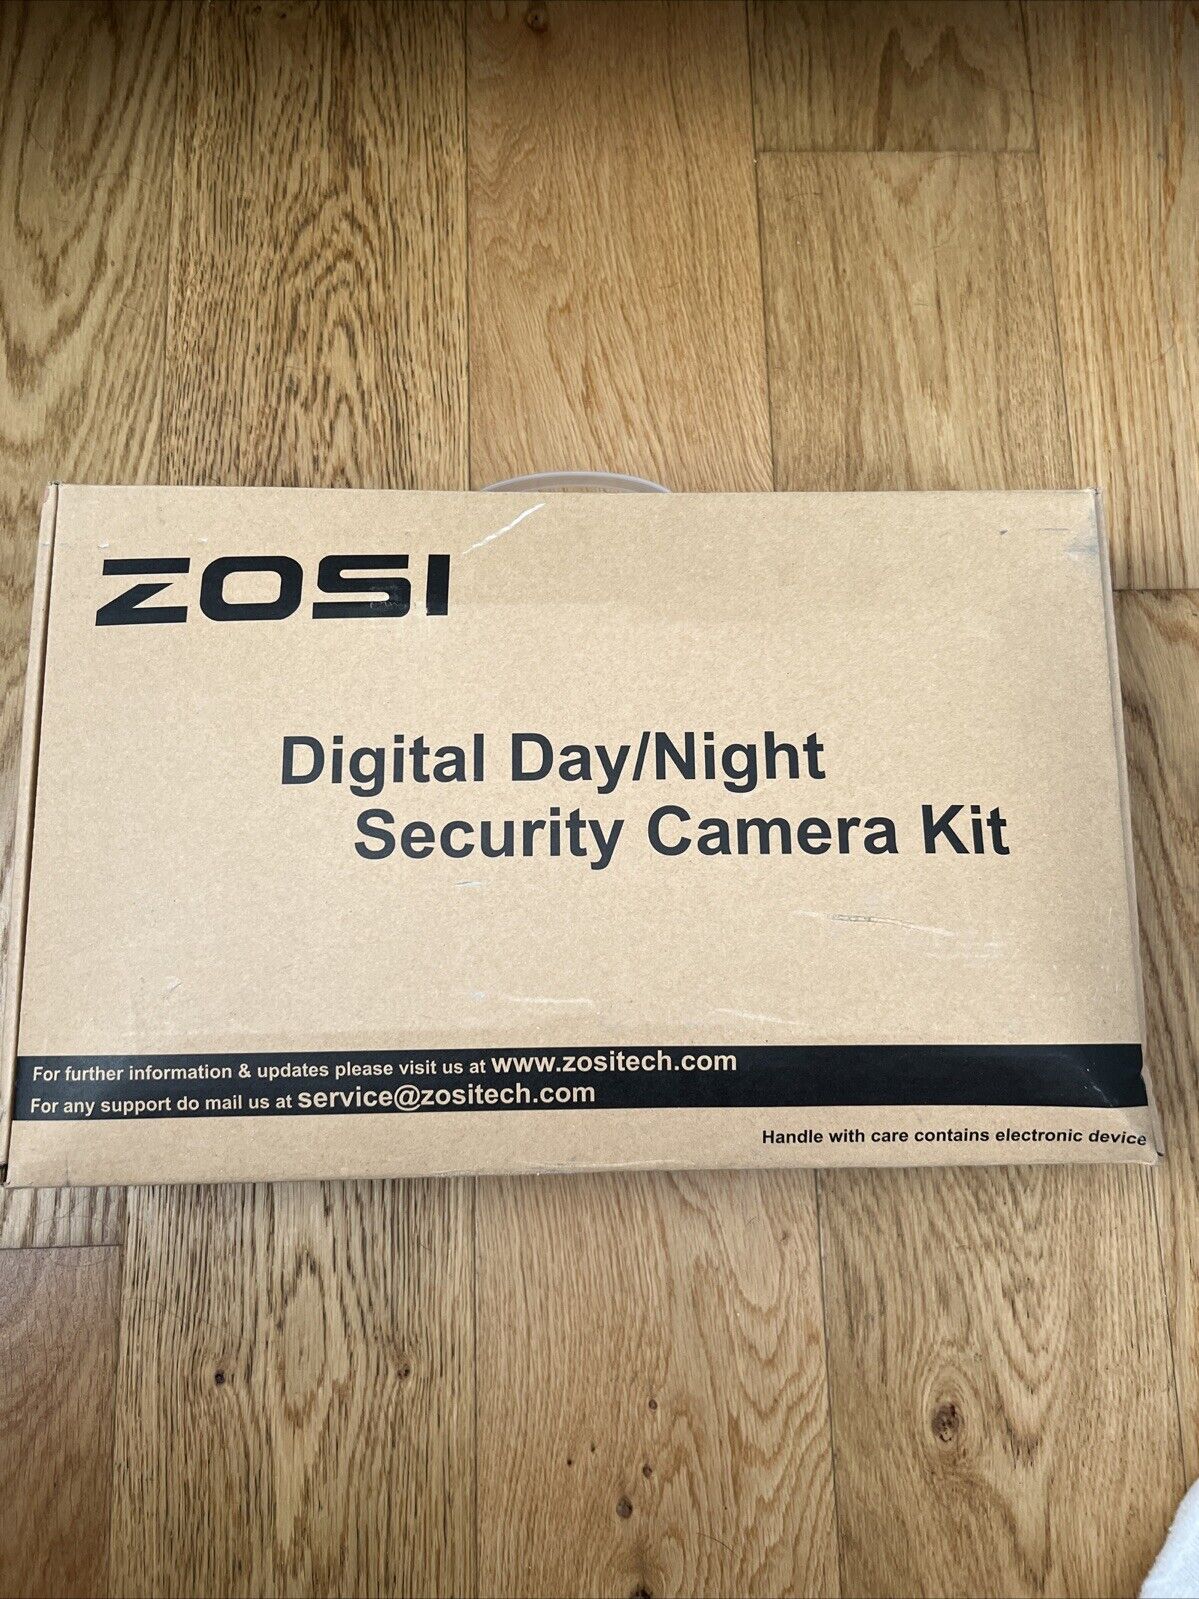 ZOSI
Digital Day/Night
Security Camera Kit
For further information & updates please visit us at www.zositech.com
For any support do mail us at service@zositech.com
Handle with care contains electronic device